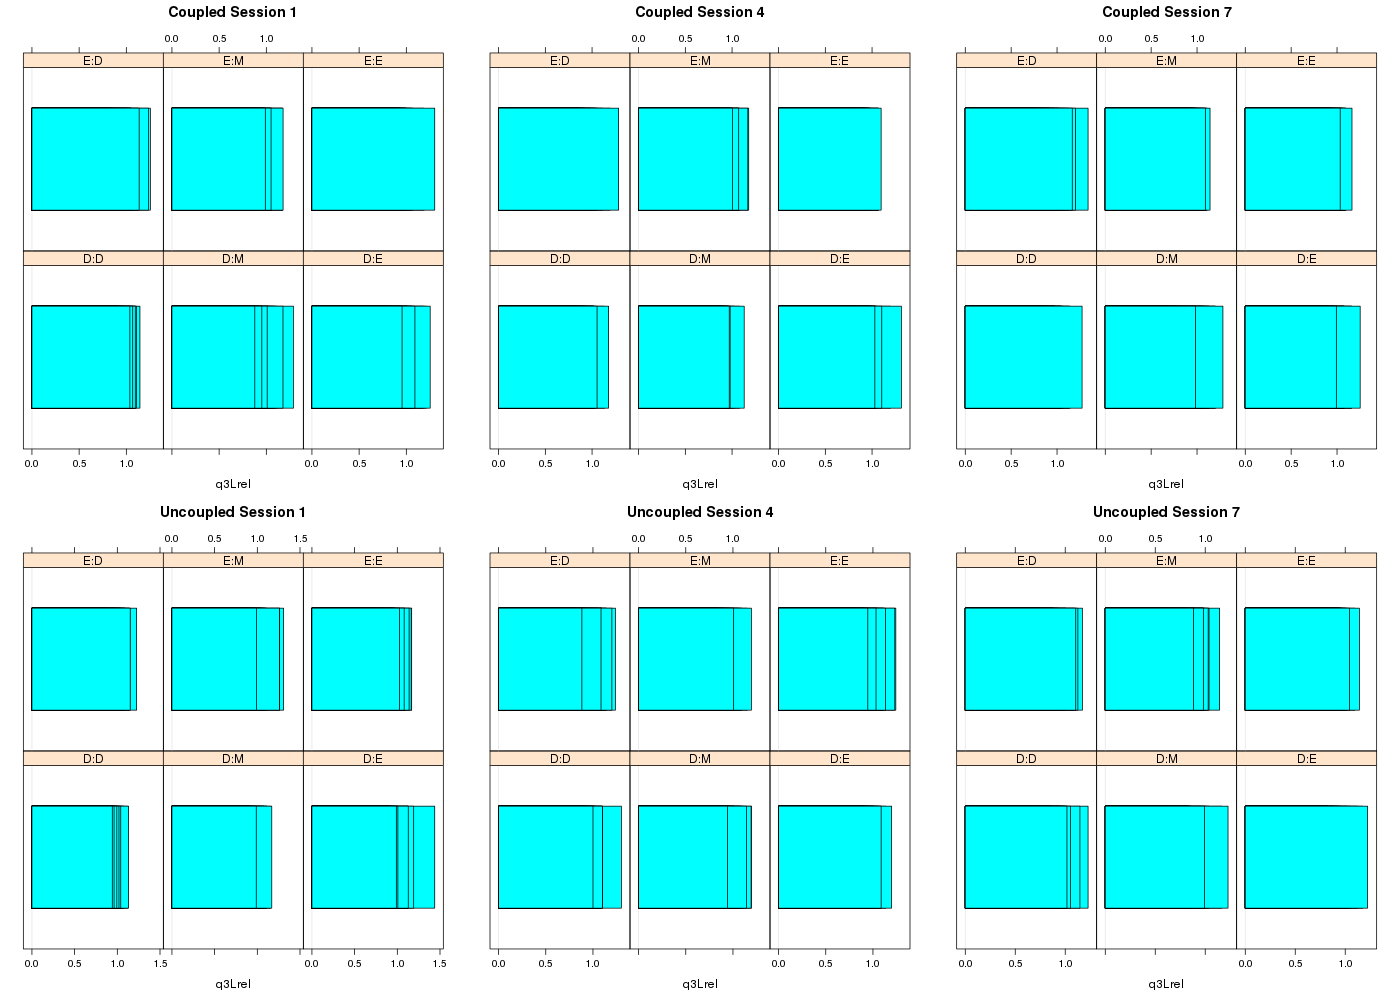 Coupled Session 1
0.0 0.5 1.0
E:D E:M E:E
D:D D:M D:E
0.0 0.5 1.0 0.0 0.5 1.0
q3Lrel
Coupled Session 4
0.0 0.5 1.0
E:D E:M E:E
D:D D:M D:E
0.0 0.5 1.0 0.0 0.5 1.0
q3Lrel
Coupled Session 7
0.0 0.5 1.0
E:D E:M E:E
D:D D:M D:E
0.0 0.5 1.0 0.0 0.5 1.0
q3Lrel
Uncoupled Session 1
0.0 0.5 1.0 1.5
E:D E:M E:E
D:D D:M D:E
0.0 0.5 1.0 1.5 0.0 0.5 1.0 1.5
q3Lrel
Uncoupled Session 4
0.0 0.5 1.0
E:D E:M E:E
D:D D:M D:E
0.0 0.5 1.0 0.0 0.5 1.0
q3Lrel
Uncoupled Session 7
0.0 0.5 1.0
E:D E:M E:E
D:D D:M D:E
0.0 0.5 1.0 0.0 0.5 1.0
q3Lrel